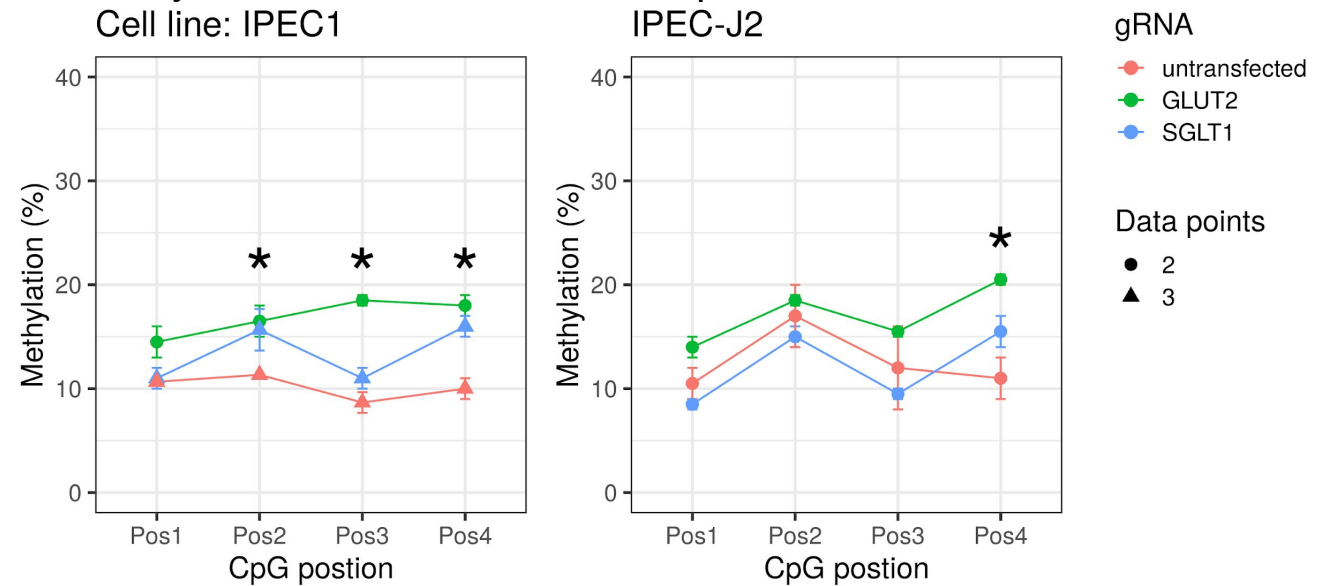 Cell line: IPEC1
IPEC-J2
Methylation (%)
40
30
20
10
0
*
*
*
Pos1 Pos2 Pos3 Pos4
CpG postion
Methylation (%)
40
30
20
10
0
*
Pos1 Pos2 Pos3 Pos4
CpG postion
gRNA
untransfected
GLUT2
SGLT1
Data points
2
3